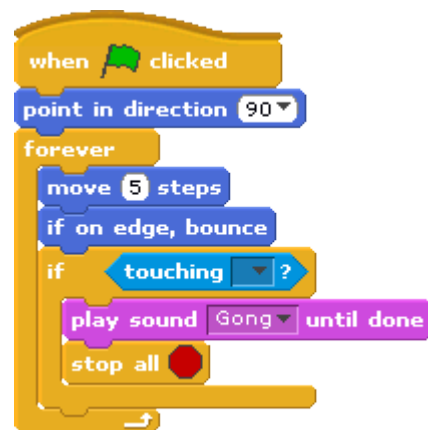 when clicked
point in direction 90
forever
move 5 steps
if on edge, bounce
if touching ?
play sound Gong until done
stop all